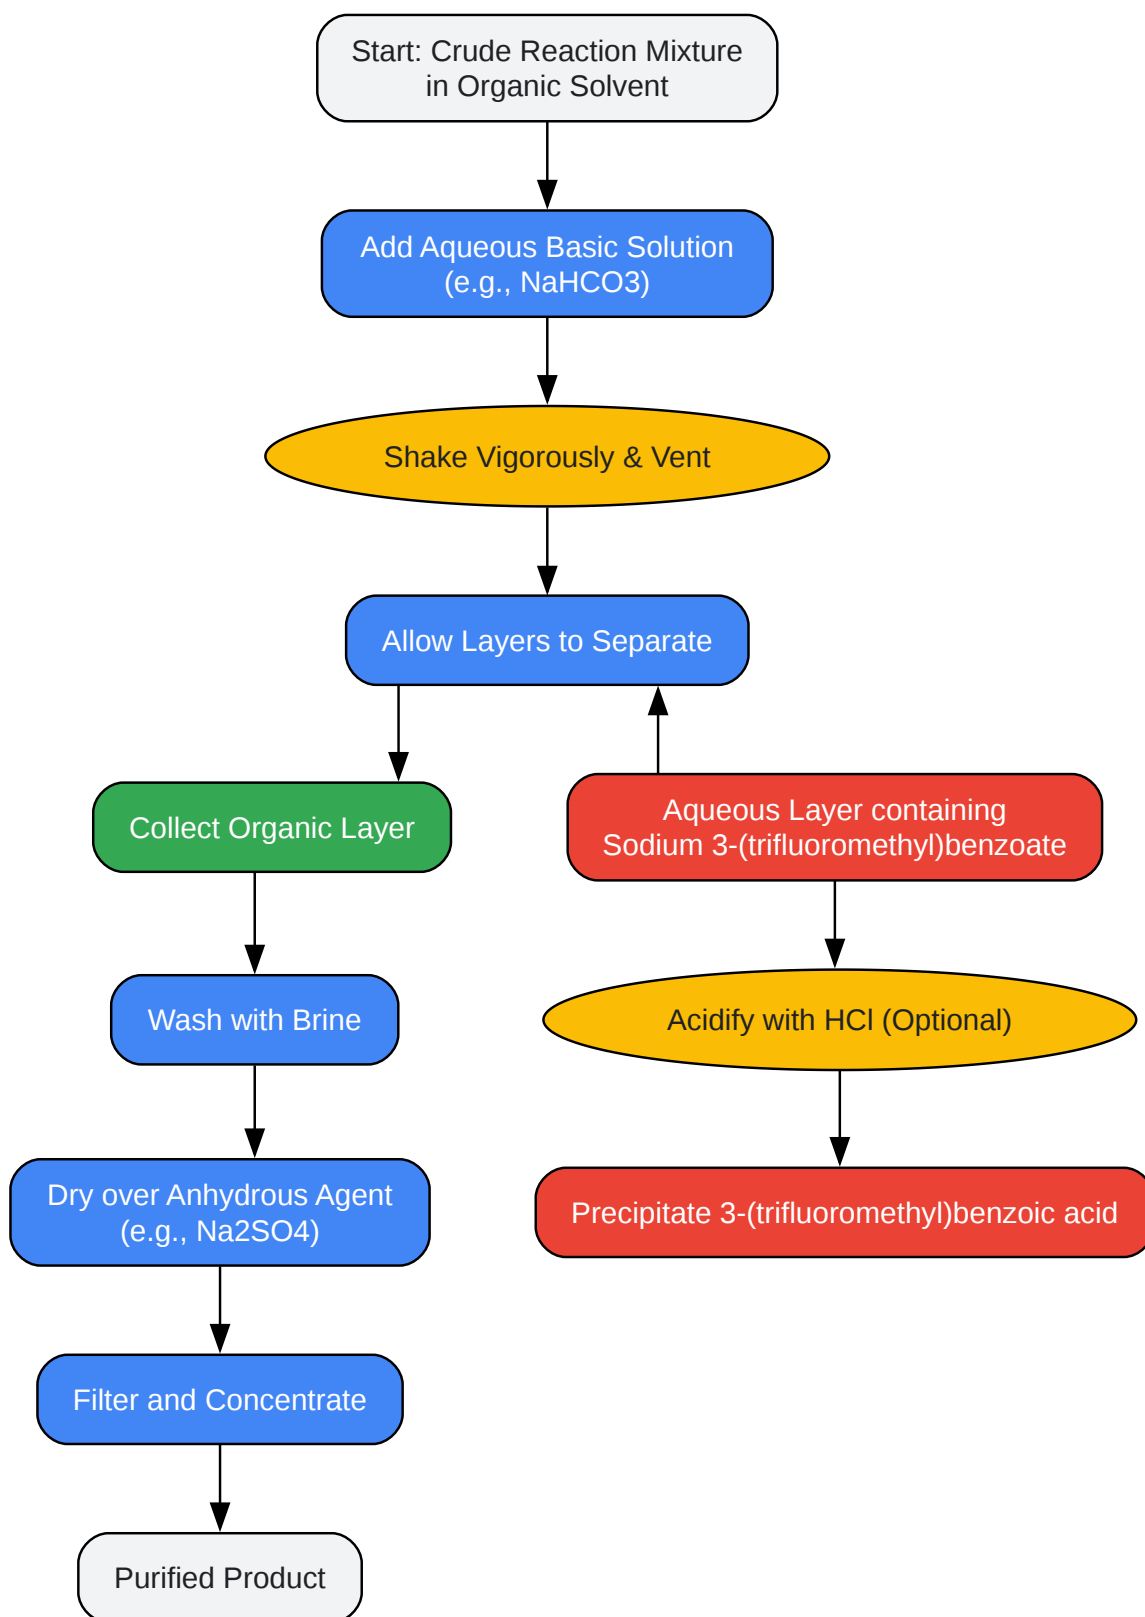 Start: Crude Reaction Mixture
in Organic Solvent
Add Aqueous Basic Solution
(e.g., NaHCO3)
Shake Vigorously & Vent
Allow Layers to Separate
Collect Organic Layer
Aqueous Layer containing
Sodium 3-(trifluoromethyl)benzoate
Wash with Brine
Acidify with HCl (Optional)
Dry over Anhydrous Agent
(e.g., Na2SO4)
Precipitate 3-(trifluoromethyl)benzoic acid
Filter and Concentrate
Purified Product